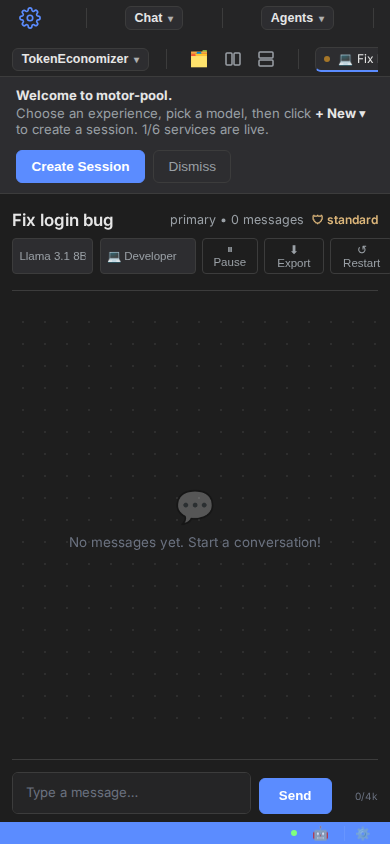 Chat ▾
Agents ▾
TokenEconomizer ▾
Fix
Welcome to motor-pool.
Choose an experience, pick a model, then click + New ▾
to create a session. 1/6 services are live.
Create Session
Dismiss
Fix login bug
primary • 0 messages
standard
Llama 3.1 8B
Developer
Pause
Export
Restart
No messages yet. Start a conversation!
Type a message...
Send
0/4k